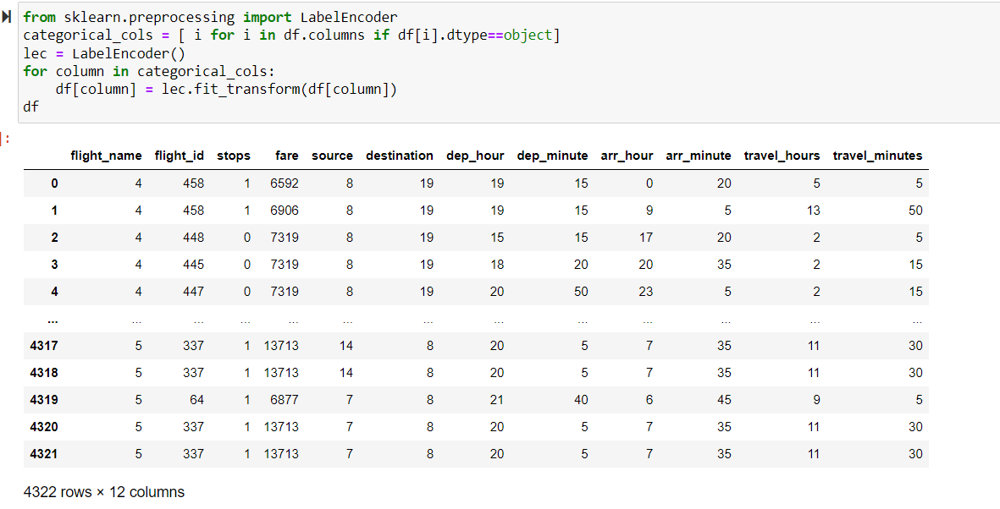 from sklearn.preprocessing import LabelEncoder
categorical_cols = [ i for i in df.columns if df[i].dtype==object]
lec = LabelEncoder()
for column in categorical_cols:
    df[column] = lec.fit_transform(df[column])
df
]:
flight_name flight_id stops fare source destination dep_hour dep_minute arr_hour arr_minute travel_hours travel_minutes
0 4 458 1 6592 8 19 19 15 0 20 5 5
1 4 458 1 6906 8 19 19 15 9 5 13 50
2 4 448 0 7319 8 19 15 15 17 20 2 5
3 4 445 0 7319 8 19 18 20 20 35 2 15
4 4 447 0 7319 8 19 20 50 23 5 2 15
... ... ... ... ... ... ... ... ... ... ... ... ...
4317 5 337 1 13713 14 8 20 5 7 35 11 30
4318 5 337 1 13713 14 8 20 5 7 35 11 30
4319 5 64 1 6877 7 8 21 40 6 45 9 5
4320 5 337 1 13713 7 8 20 5 7 35 11 30
4321 5 337 1 13713 7 8 20 5 7 35 11 30
4322 rows × 12 columns